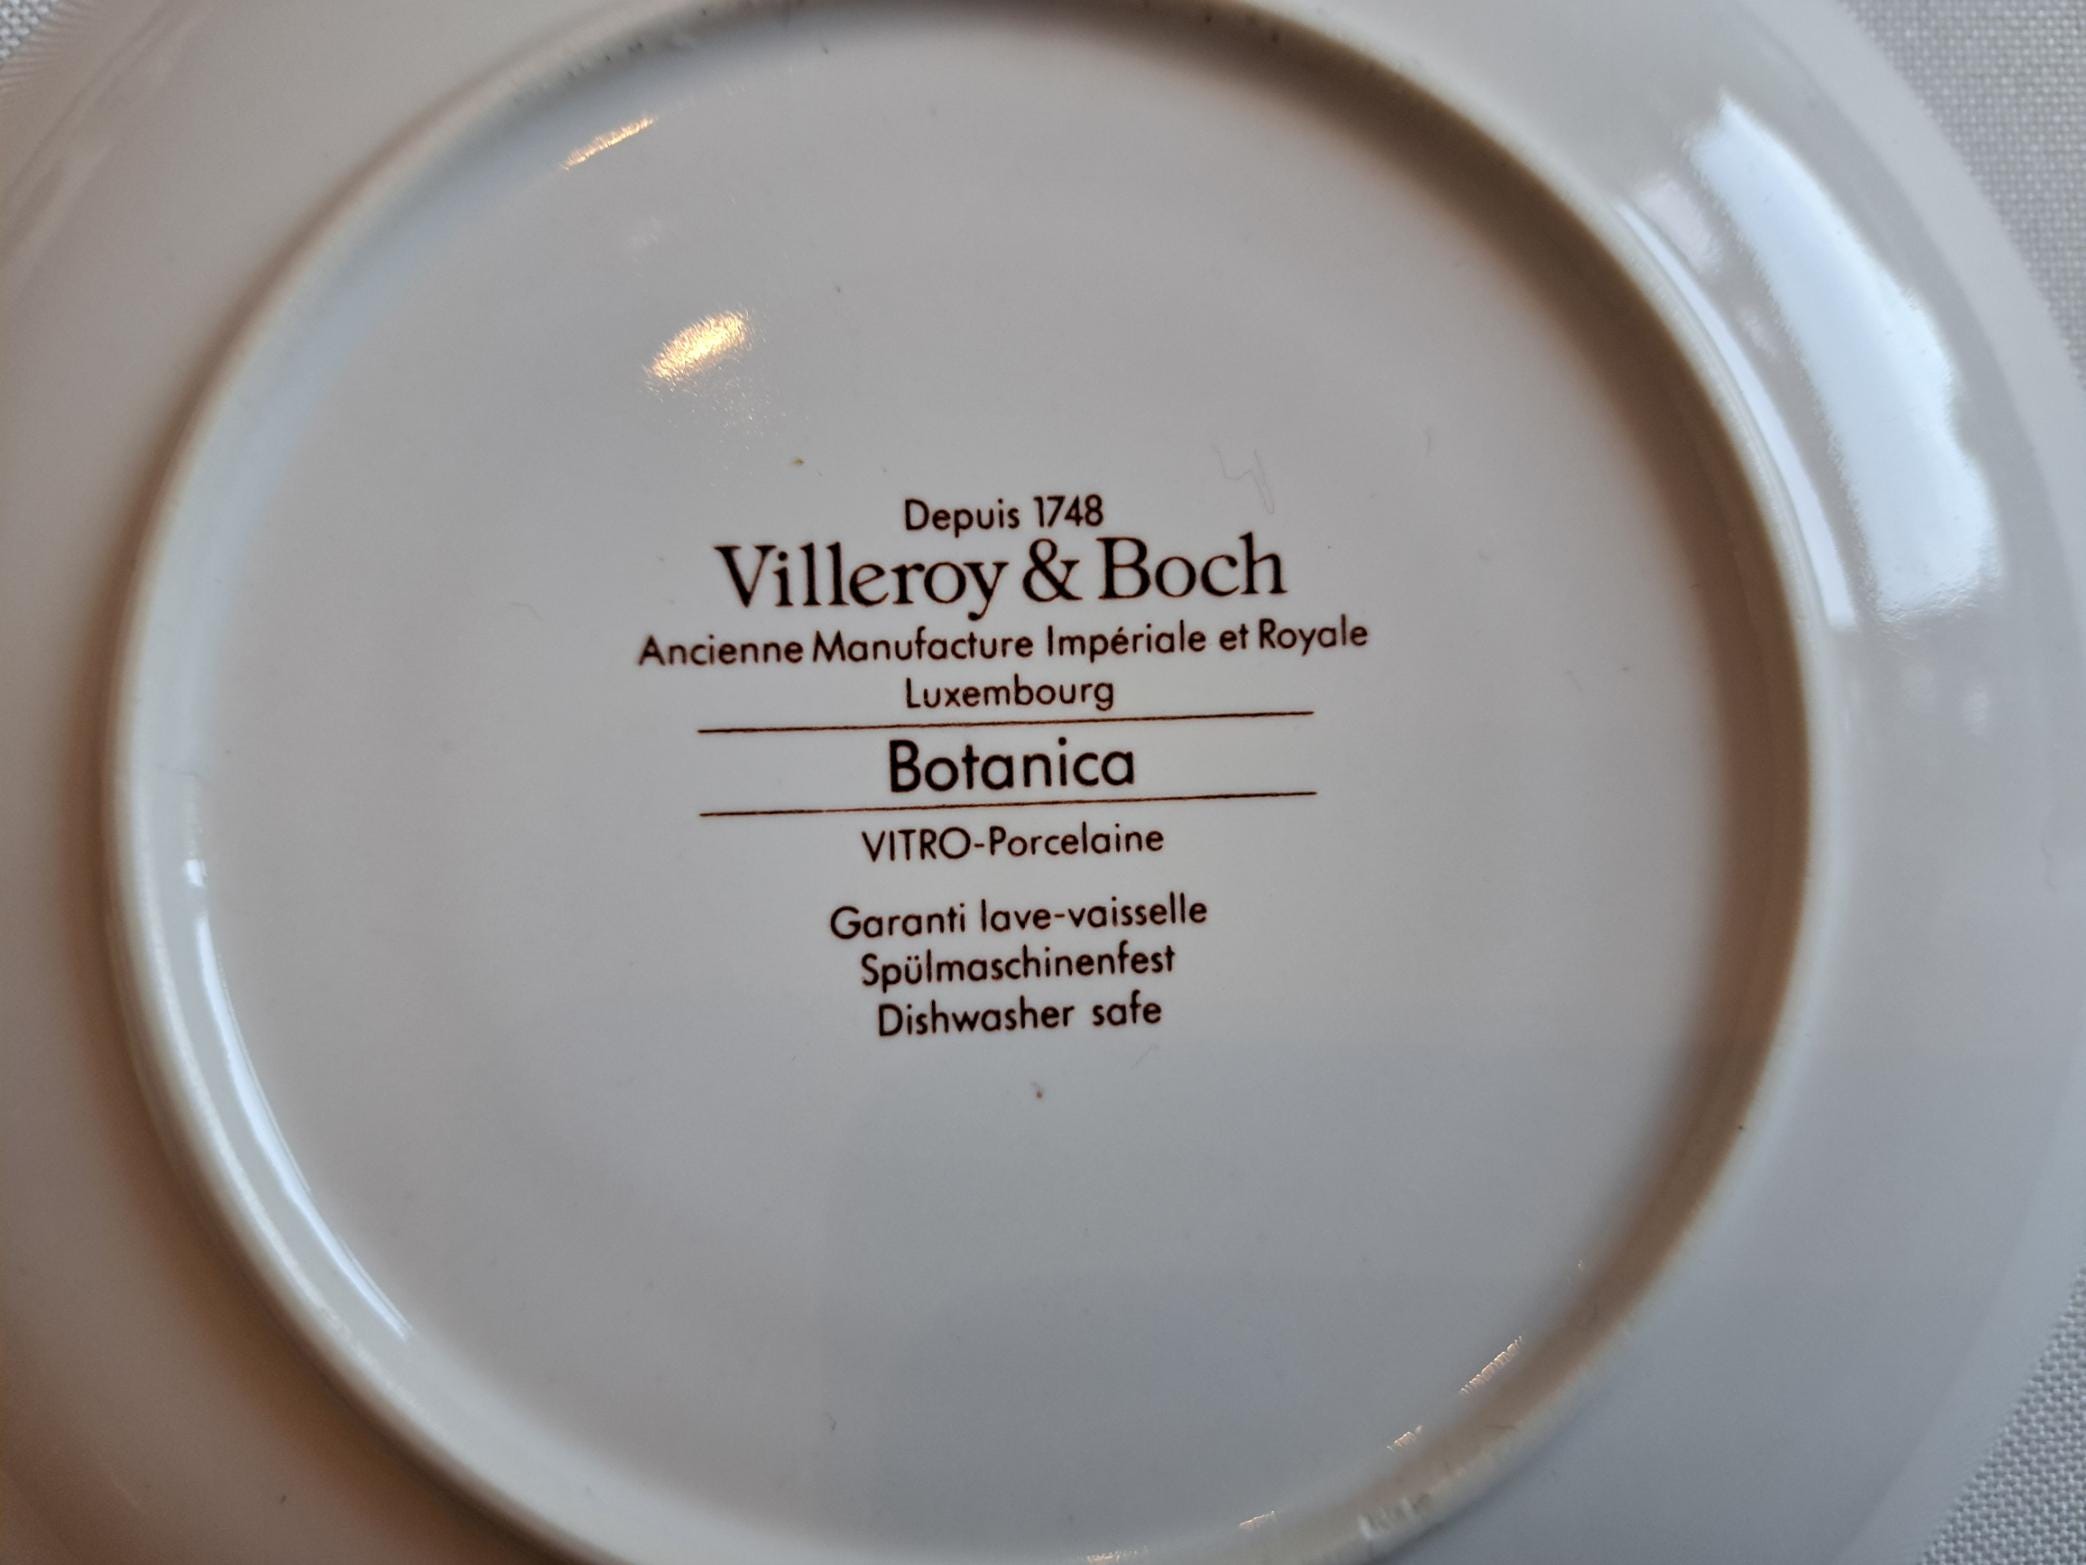 Depuis 1748
Villeroy & Boch
Ancienne Manufacture Impériale et Royale
Luxembourg
Botanica
VITRO-Porcelaine
Garanti lave-vaisselle
Spülmaschinenfest
Dishwasher safe